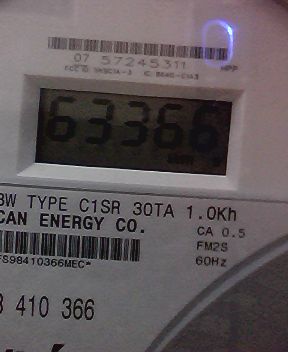 07 57245311
63366
3W TYPE C1SR 30TA 1.0Kh
CAN ENERGY CO.
CA 0.5
FM2S
60Hz
FS98410366MEC*
8 410 366